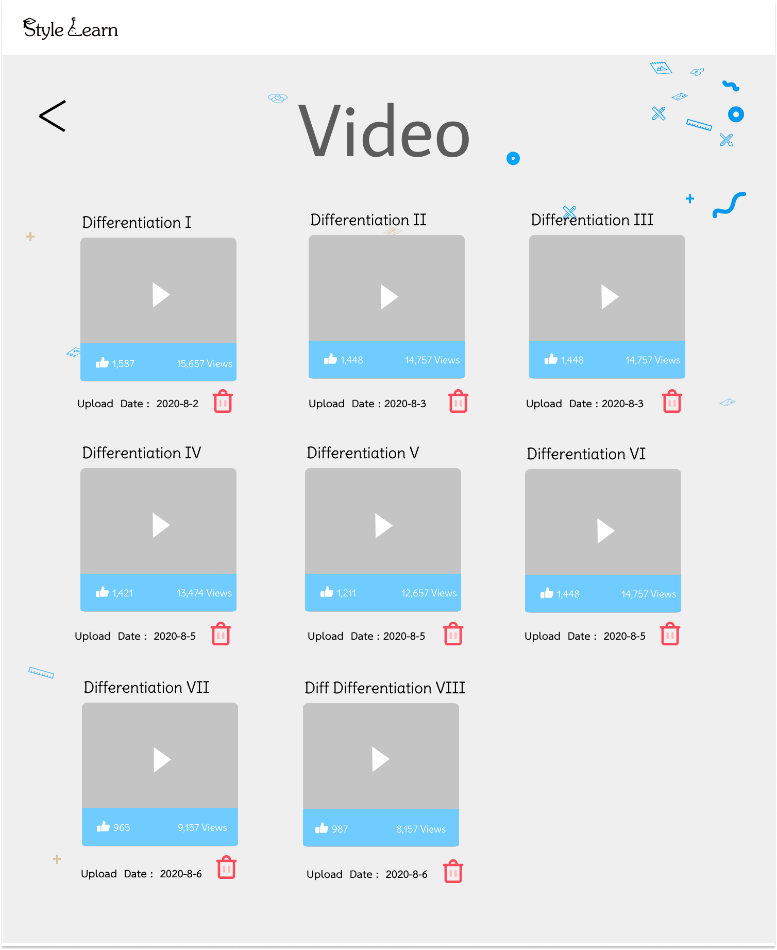 Style Learn
Video
Differentiation I
Differentiation II
Differentiation III
1,587 15,657 Views
1,448 14,757 Views
1,448 14,757 Views
Upload Date : 2020-8-2
Upload Date : 2020-8-3
Upload Date : 2020-8-3
Differentiation IV
Differentiation V
Differentiation VI
1,421 13,474 Views
1,211 12,657 Views
1,448 14,757 Views
Upload Date : 2020-8-5
Upload Date : 2020-8-5
Upload Date : 2020-8-5
Differentiation VII
Diff Differentiation VIII
965 9,157 Views
987 8,157 Views
Upload Date : 2020-8-6
Upload Date : 2020-8-6